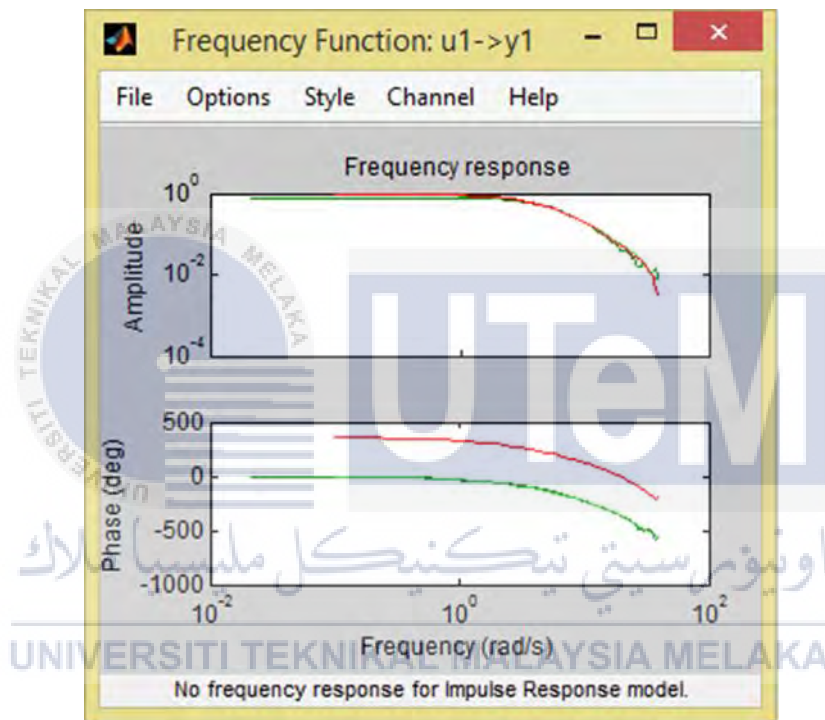 Frequency Function: u1->y1
File Options Style Channel Help
Frequency response
10^0
10^-2
10^-4
Amplitude
500
0
-500
-1000
Phase (deg)
10^-2 10^0 10^2
Frequency (rad/s)
No frequency response for Impulse Response model.
UTeM
اونيۏرسيتي تيكنيكل مليسيا ملاك
UNIVERSITI TEKNIKAL MALAYSIA MELAKA